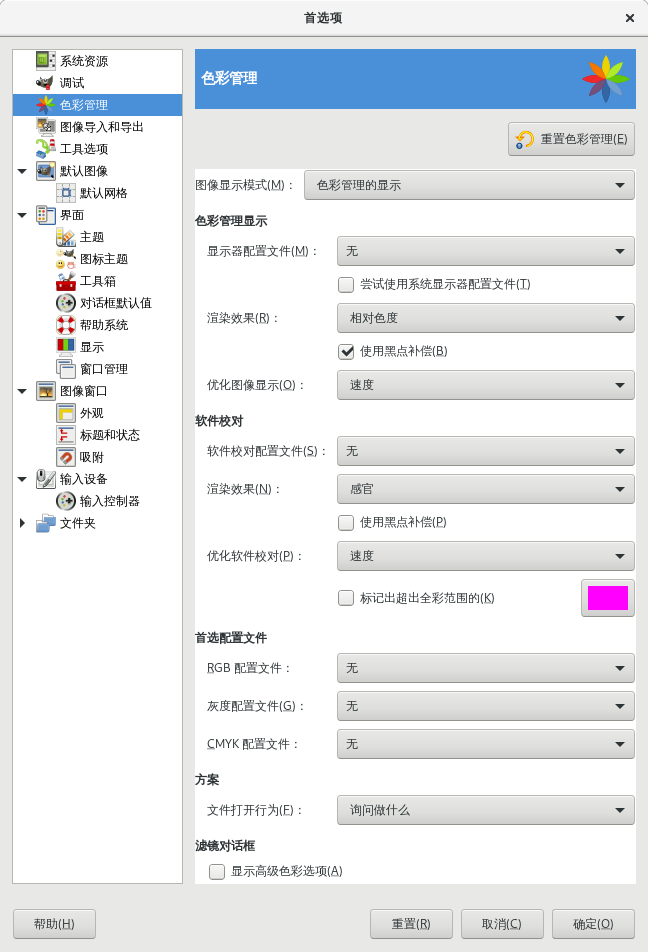 首选项
系统资源
调试
色彩管理
图像导入和导出
工具选项
默认图像
默认网格
界面
主题
图标主题
工具箱
对话框默认值
帮助系统
显示
窗口管理
图像窗口
外观
标题和状态
吸附
输入设备
输入控制器
文件夹
色彩管理
重置色彩管理(E)
图像显示模式(M)： 色彩管理的显示
色彩管理显示
显示器配置文件(M)： 无
尝试使用系统显示器配置文件(T)
渲染效果(R)： 相对色度
使用黑点补偿(B)
优化图像显示(O)： 速度
软件校对
软件校对配置文件(S)： 无
渲染效果(N)： 感官
使用黑点补偿(P)
优化软件校对(P)： 速度
标记出超出全彩范围的(K)
首选配置文件
RGB 配置文件： 无
灰度配置文件(G)： 无
CMYK 配置文件： 无
方案
文件打开行为(F)： 询问做什么
滤镜对话框
显示高级色彩选项(A)
帮助(H) 重置(R) 取消(C) 确定(O)